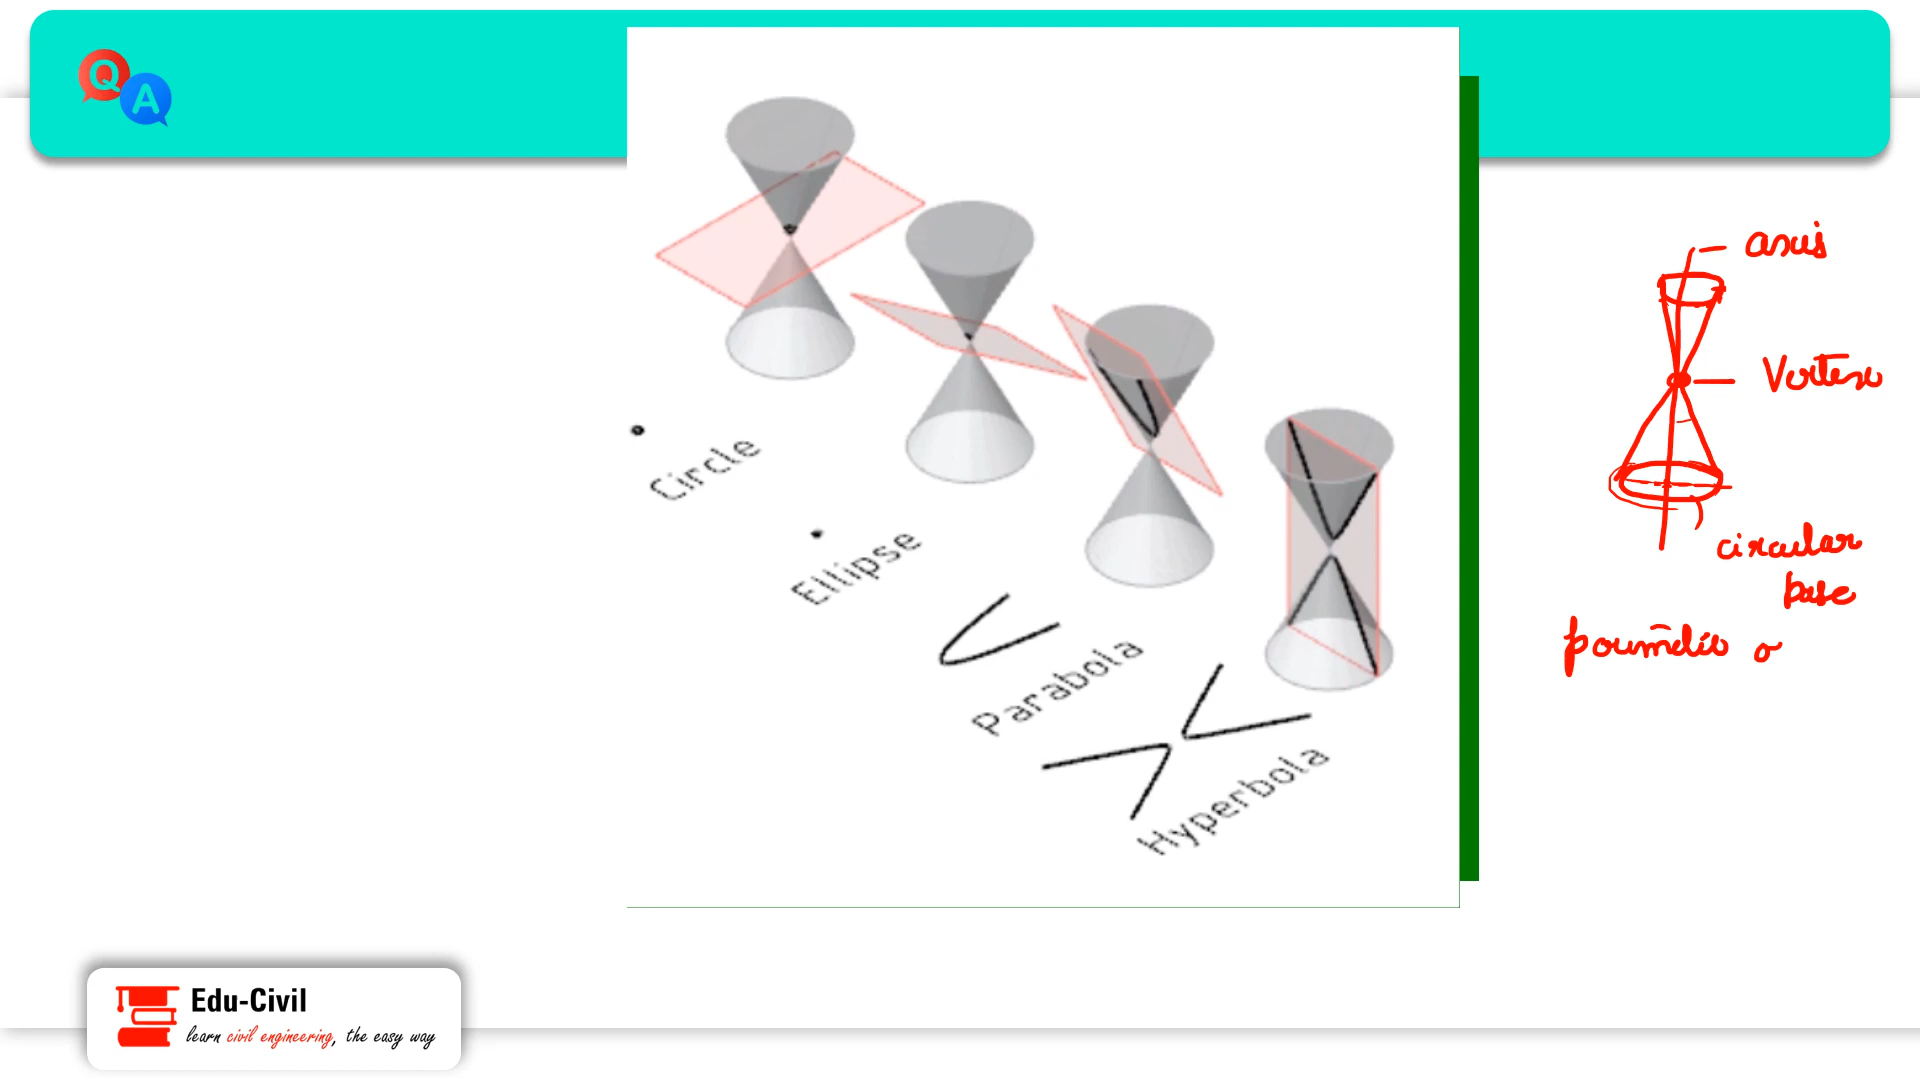 Q
A
axis
Vertex
circular
base
o
Circle
Ellipse
Parabola
Hyperbola
Edu-Civil
learn civil engineering, the easy way